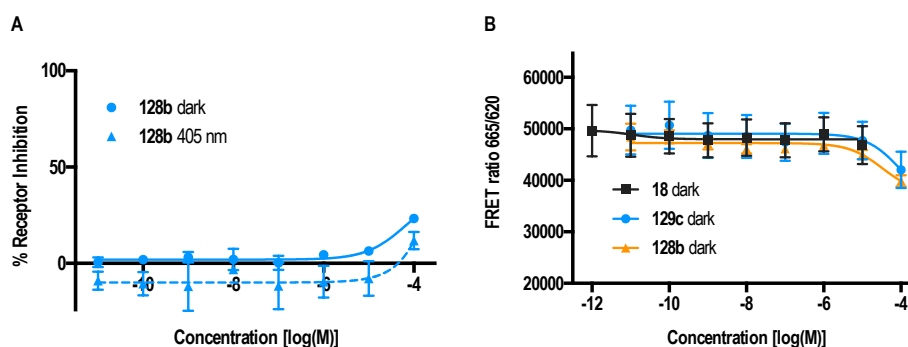 A
100
50
0
-10
-8
-6
-4
% Receptor Inhibition
Concentration [log(M)]
128b dark
128b 405 nm
B
60000
50000
40000
30000
20000
-12
-10
-8
-6
-4
FRET ratio 665/620
Concentration [log(M)]
18 dark
129c dark
128b dark